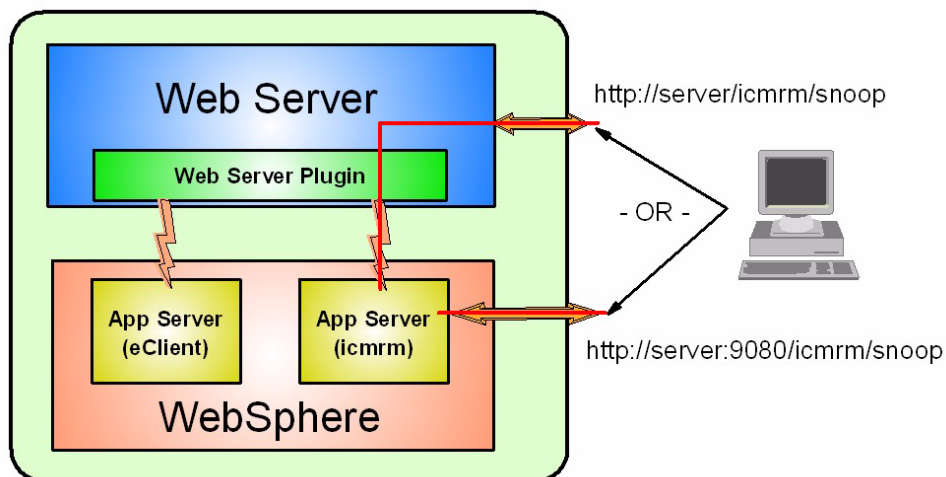 Web Server
http://server/icmrm/snoop
Web Server Plugin
- OR -
App Server
(eClient)
App Server
(icmrm)
http://server:9080/icmrm/snoop
WebSphere